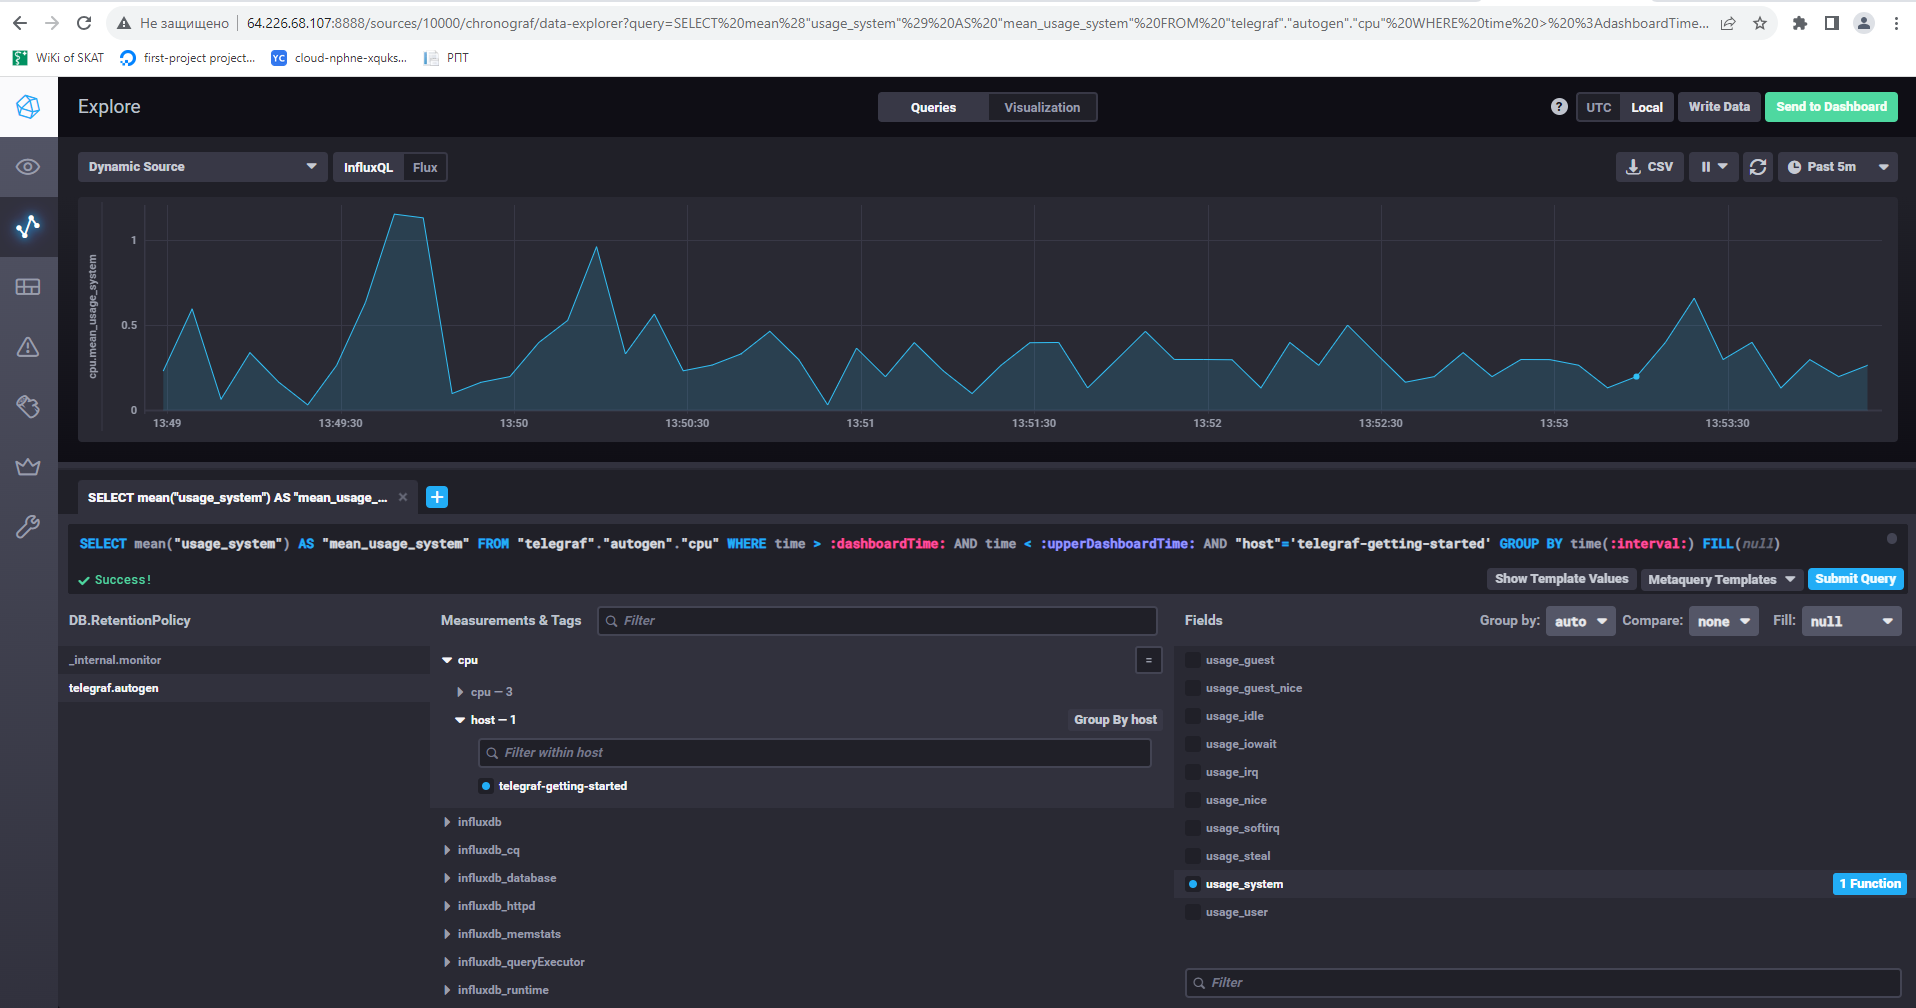 Не защищено
64.226.68.107:8888/sources/10000/chronograf/data-explorer?query=SELECT%20mean%28"usage_system"%29%20AS%20"mean_usage_system"%20FROM%20"telegraf"."autogen"."cpu"%20WHERE%20time%20>%20%3AdashboardTime...
WiKi of SKAT
first-project project...
YC
cloud-nphne-xquks...
РПТ
Explore
Queries
Visualization
?
UTC
Local
Write Data
Send to Dashboard
Dynamic Source
InfluxQL
Flux
CSV
Past 5m
cpu.mean_usage_system
1
0.5
0
13:49
13:49:30
13:50
13:50:30
13:51
13:51:30
13:52
13:52:30
13:53
13:53:30
SELECT mean("usage_system") AS "mean_usage_...
SELECT mean("usage_system") AS "mean_usage_system" FROM "telegraf"."autogen"."cpu" WHERE time > :dashboardTime: AND time < :upperDashboardTime: AND "host"='telegraf-getting-started' GROUP BY time(:interval:) FILL(null)
Success!
Show Template Values
Metaquery Templates
Submit Query
DB.RetentionPolicy
Measurements & Tags
Filter
Fields
Group by:
auto
Compare:
none
Fill:
null
_internal.monitor
telegraf.autogen
cpu
=
cpu — 3
host — 1
Group By host
Filter within host
telegraf-getting-started
influxdb
influxdb_cq
influxdb_database
influxdb_httpd
influxdb_memstats
influxdb_queryExecutor
influxdb_runtime
usage_guest
usage_guest_nice
usage_idle
usage_iowait
usage_irq
usage_nice
usage_softirq
usage_steal
usage_system
1 Function
usage_user
Filter